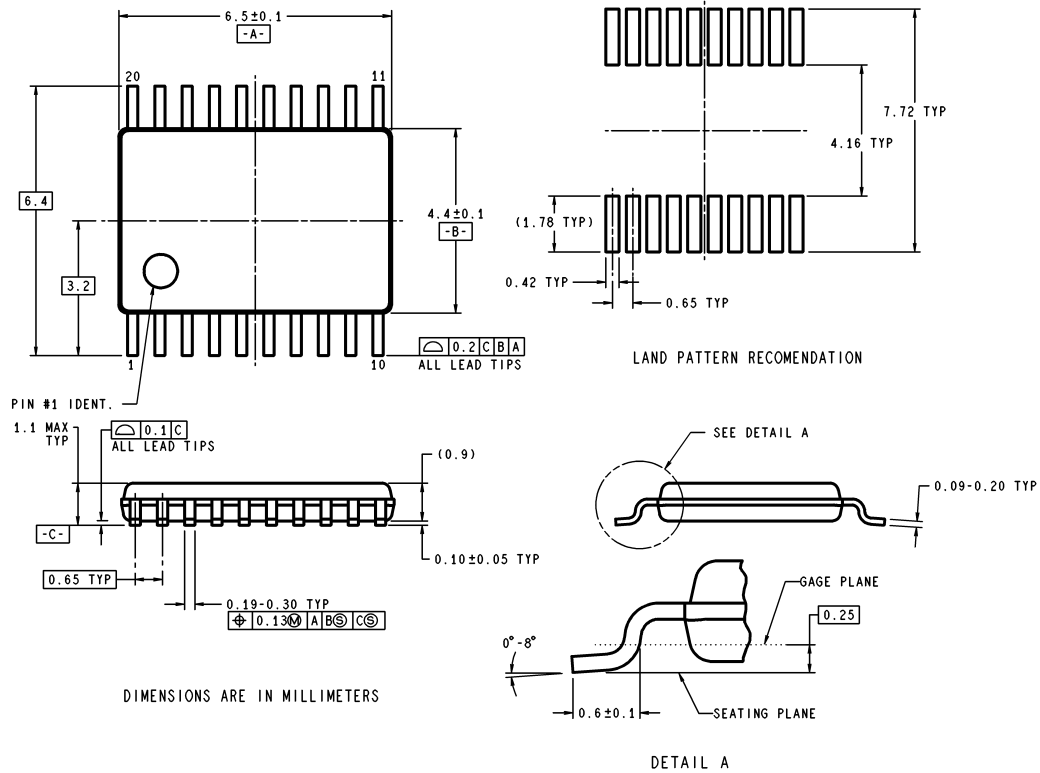 6.5±0.1
-A-
20
11
6.4
3.2
4.4±0.1
-B-
1
10
0.2 C B A
ALL LEAD TIPS
PIN #1 IDENT.
7.72 TYP
4.16 TYP
(1.78 TYP)
0.42 TYP
0.65 TYP
LAND PATTERN RECOMENDATION
1.1 MAX
TYP
0.1 C
ALL LEAD TIPS
(0.9)
-C-
0.10±0.05 TYP
0.65 TYP
0.19-0.30 TYP
⌖ 0.13Ⓜ A BⓈ CⓈ
DIMENSIONS ARE IN MILLIMETERS
SEE DETAIL A
0.09-0.20 TYP
GAGE PLANE
0.25
0°-8°
0.6±0.1
SEATING PLANE
DETAIL A